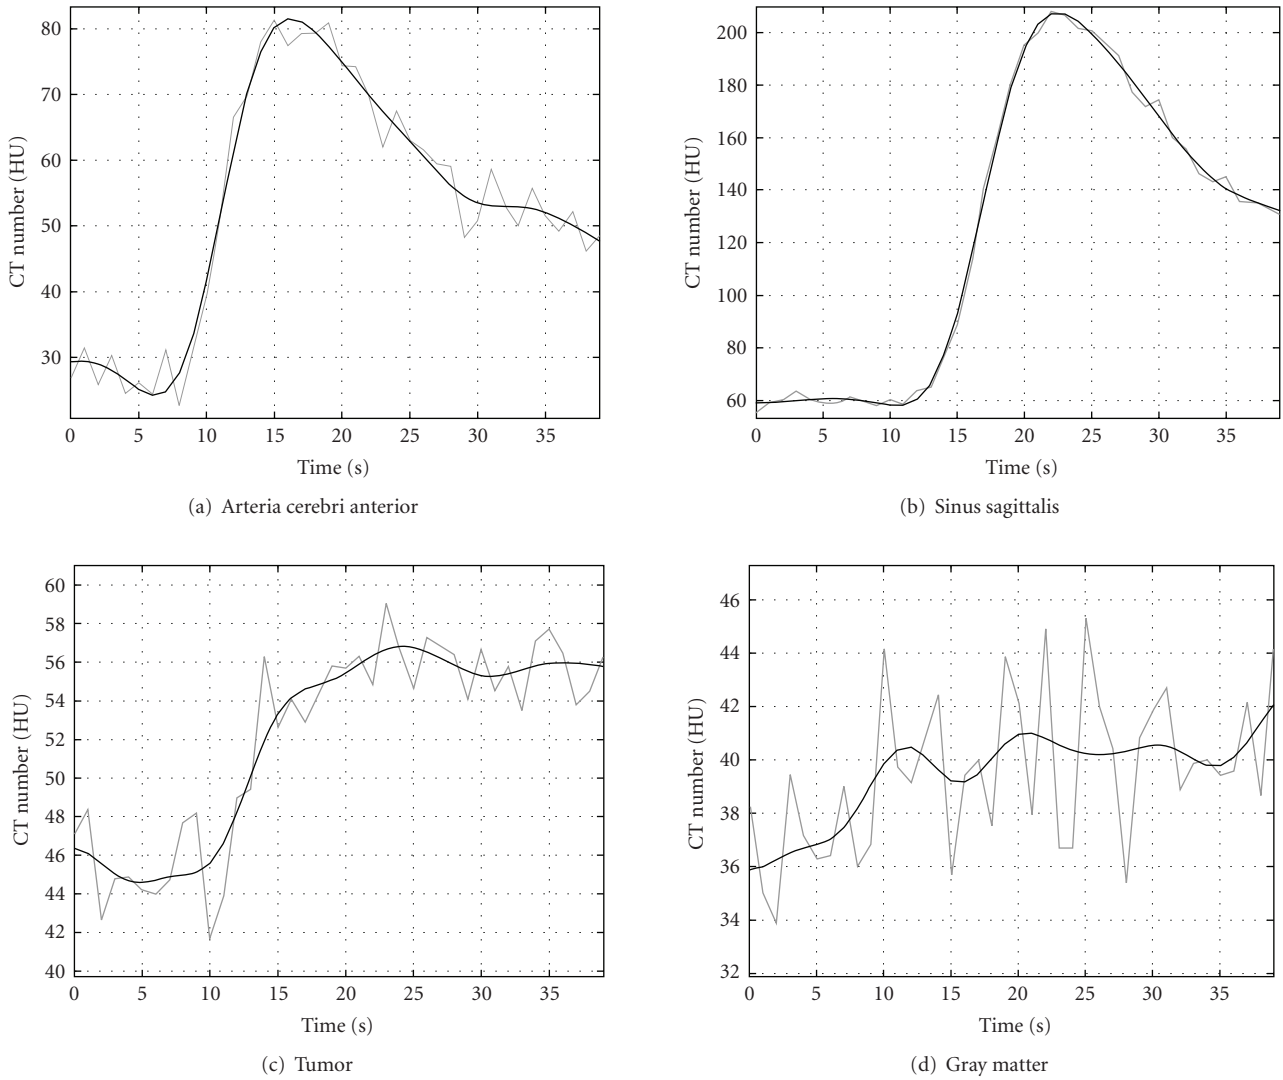 80
70
60
50
40
30
CT number (HU)
0 5 10 15 20 25 30 35
Time (s)
(a) Arteria cerebri anterior
200
180
160
140
120
100
80
60
CT number (HU)
0 5 10 15 20 25 30 35
Time (s)
(b) Sinus sagittalis
60
58
56
54
52
50
48
46
44
42
40
CT number (HU)
0 5 10 15 20 25 30 35
Time (s)
(c) Tumor
46
44
42
40
38
36
34
32
CT number (HU)
0 5 10 15 20 25 30 35
Time (s)
(d) Gray matter